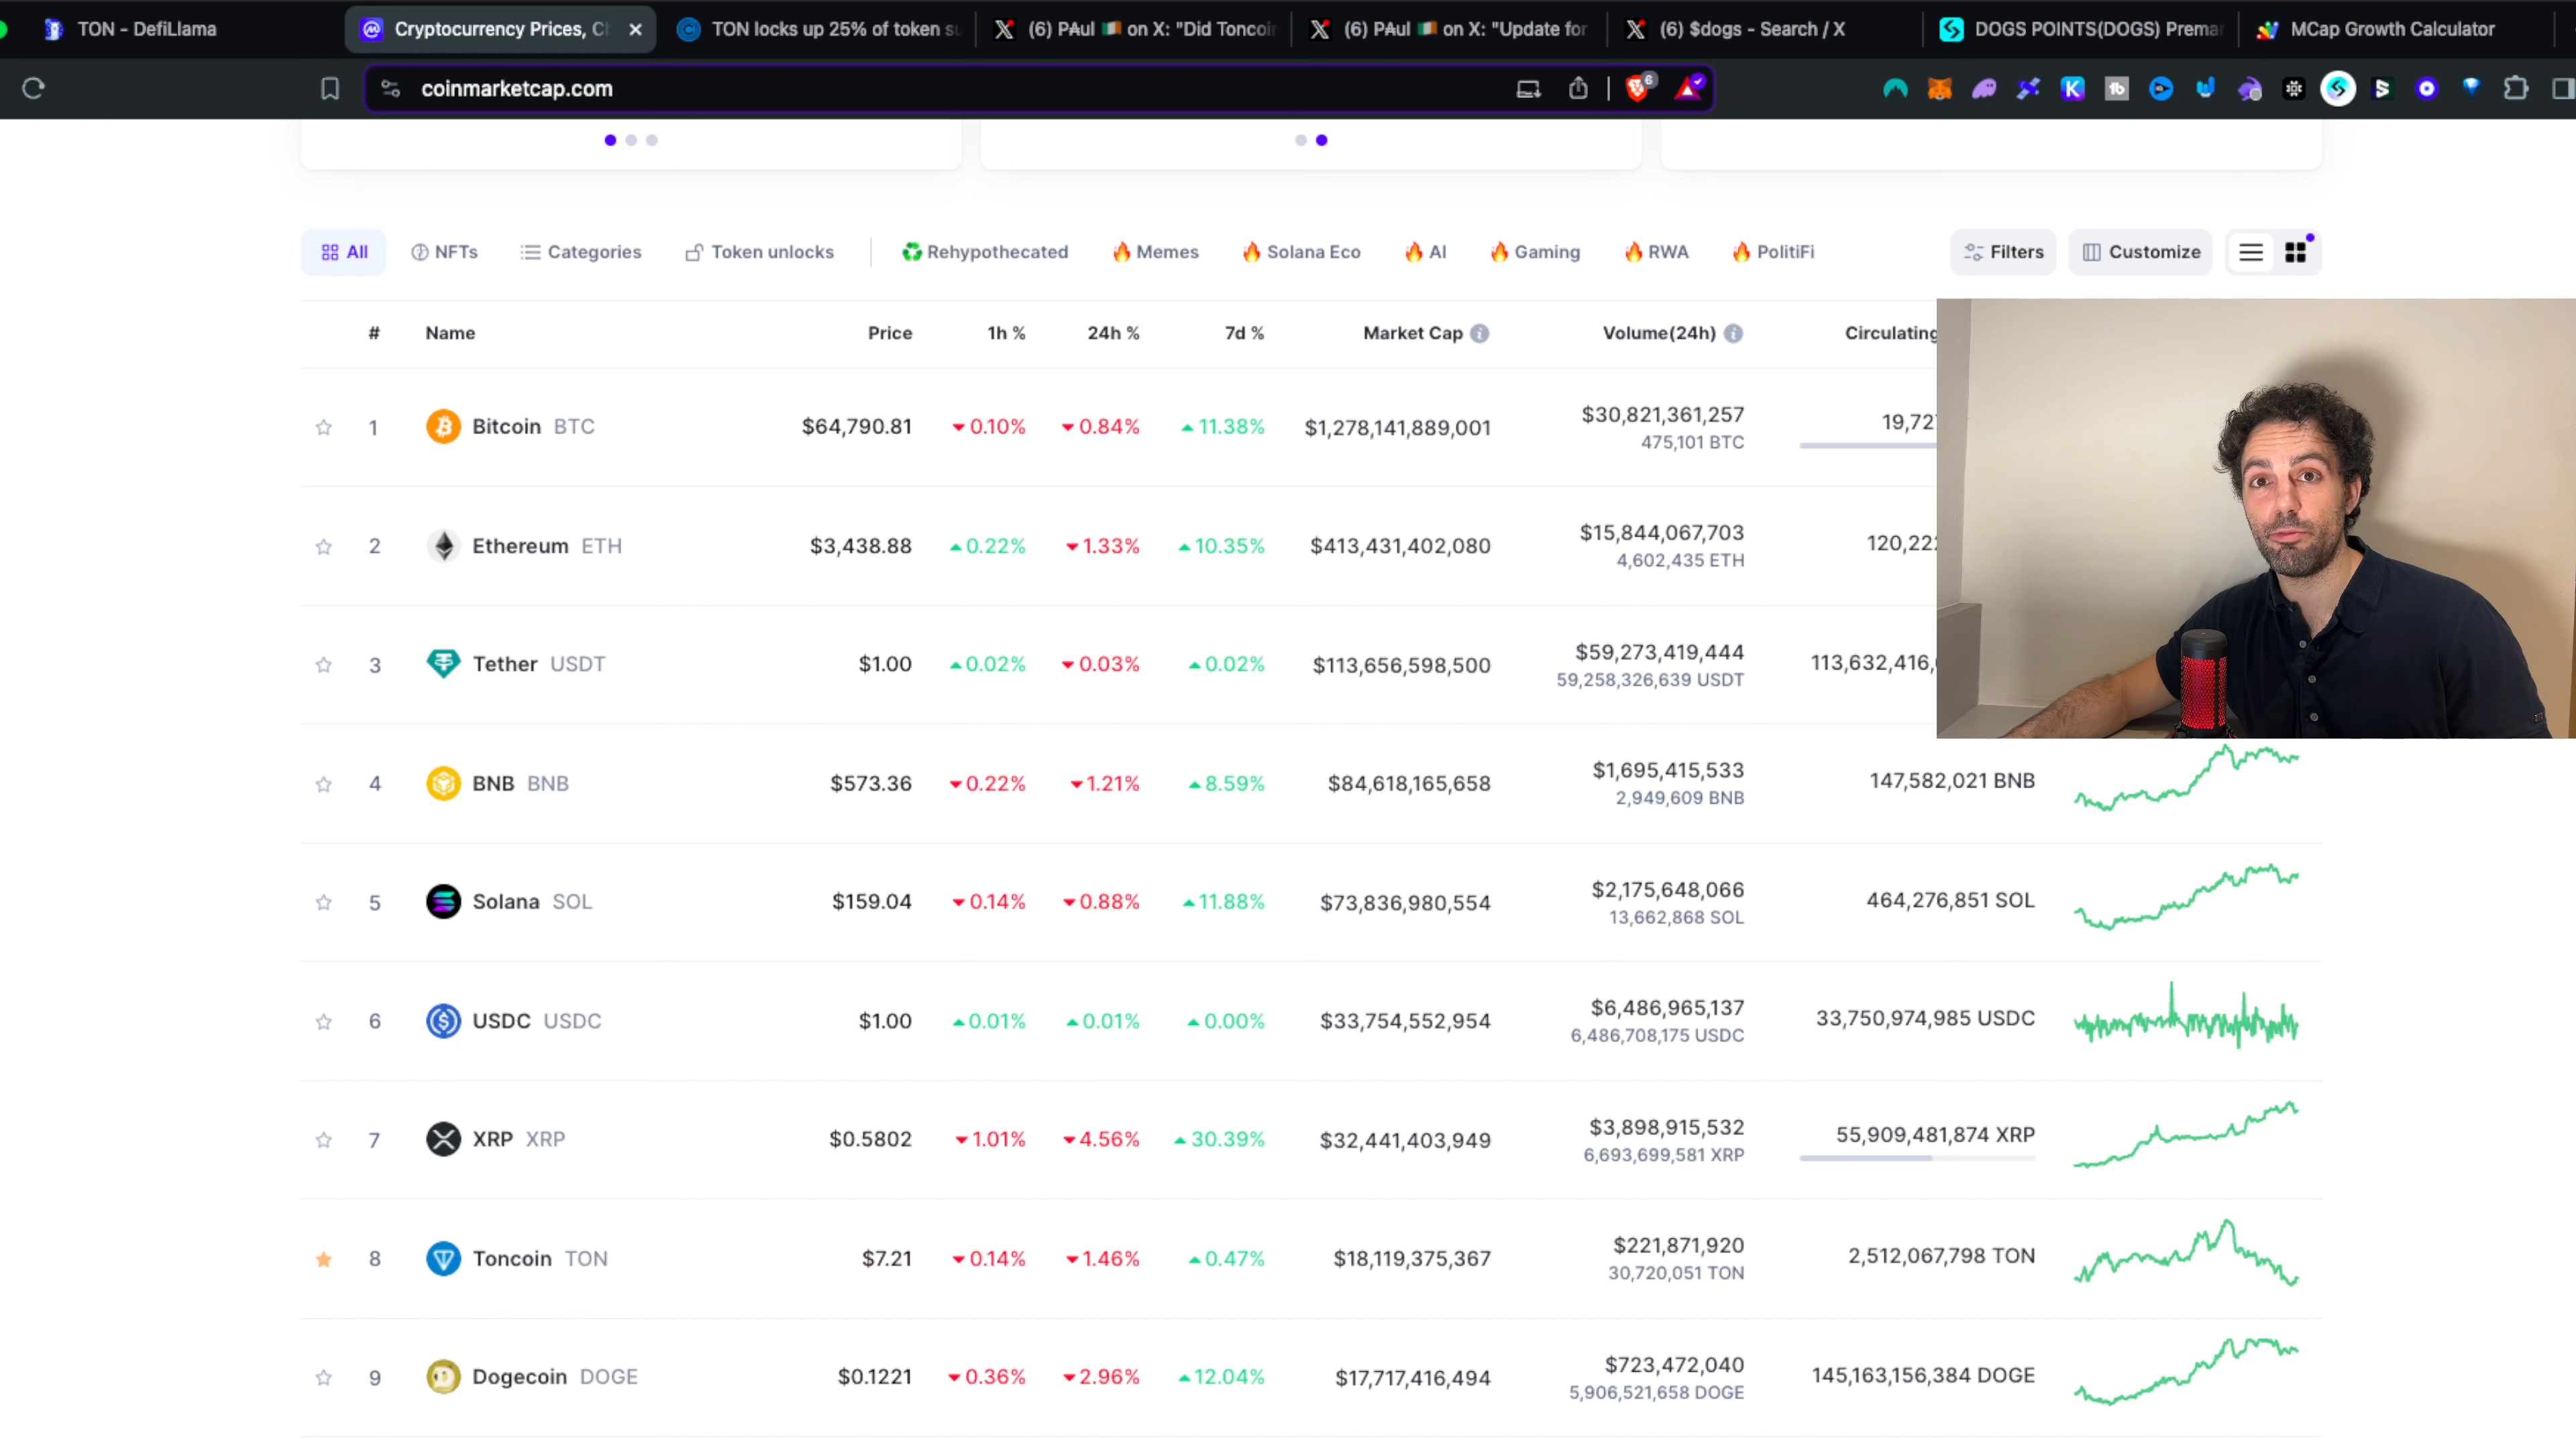 TON - DefiLlama
Cryptocurrency Prices, Ch
TON locks up 25% of token su
(6) PAul 🇮🇪 on X: "Did Toncoin
(6) PAul 🇮🇪 on X: "Update for
(6) $dogs - Search / X
DOGS POINTS(DOGS) Premar
MCap Growth Calculator
coinmarketcap.com
6
All NFTs Categories Token unlocks Rehypothecated Memes Solana Eco AI Gaming RWA PolitiFi Filters Customize
# Name Price 1h % 24h % 7d % Market Cap Volume(24h) Circulating
1 Bitcoin BTC $64,790.81 0.10% 0.84% 11.38% $1,278,141,889,001 $30,821,361,257 19,727
475,101 BTC
2 Ethereum ETH $3,438.88 0.22% 1.33% 10.35% $413,431,402,080 $15,844,067,703 120,222
4,602,435 ETH
3 Tether USDT $1.00 0.02% 0.03% 0.02% $113,656,598,500 $59,273,419,444 113,632,416,
59,258,326,639 USDT
4 BNB BNB $573.36 0.22% 1.21% 8.59% $84,618,165,658 $1,695,415,533 147,582,021 BNB
2,949,609 BNB
5 Solana SOL $159.04 0.14% 0.88% 11.88% $73,836,980,554 $2,175,648,066 464,276,851 SOL
13,662,868 SOL
6 USDC USDC $1.00 0.01% 0.01% 0.00% $33,754,552,954 $6,486,965,137 33,750,974,985 USDC
6,486,708,175 USDC
7 XRP XRP $0.5802 1.01% 4.56% 30.39% $32,441,403,949 $3,898,915,532 55,909,481,874 XRP
6,693,699,581 XRP
8 Toncoin TON $7.21 0.14% 1.46% 0.47% $18,119,375,367 $221,871,920 2,512,067,798 TON
30,720,051 TON
9 Dogecoin DOGE $0.1221 0.36% 2.96% 12.04% $17,717,416,494 $723,472,040 145,163,156,384 DOGE
5,906,521,658 DOGE